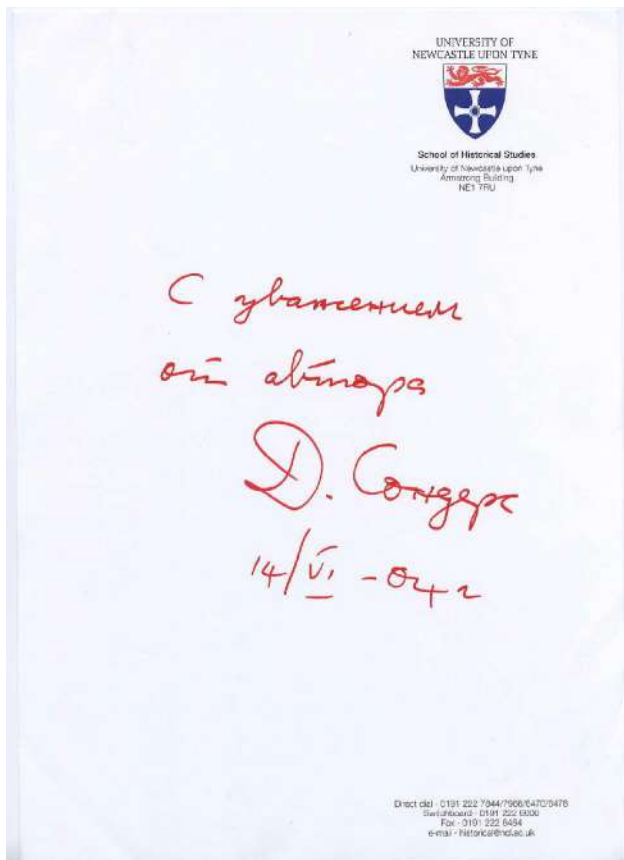 UNIVERSITY OF
NEWCASTLE UPON TYNE
School of Historical Studies
University of Newcastle upon Tyne
Armstrong Building
NE1 7RU
С уважением
от автора
Д. Сондерс
14/VI - 04 г
Direct dial - 0191 222 7844/7966/6470/6478
Switchboard - 0191 222 6000
Fax - 0191 222 6484
e-mail - historical@ncl.ac.uk